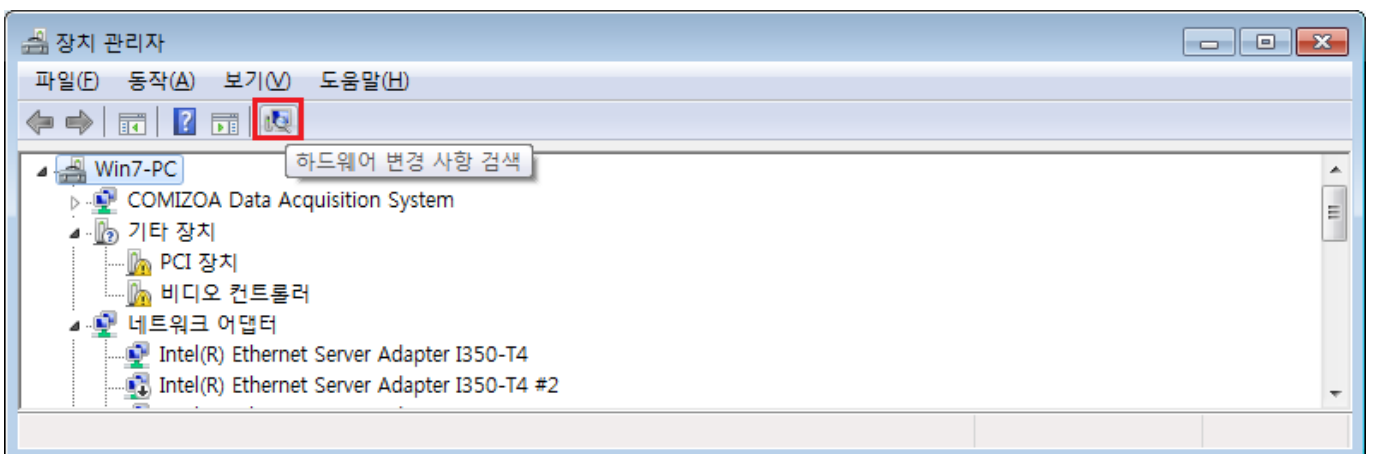 장치 관리자
파일(F) 동작(A) 보기(V) 도움말(H)
하드웨어 변경 사항 검색
Win7-PC
COMIZOA Data Acquisition System
기타 장치
PCI 장치
비디오 컨트롤러
네트워크 어댑터
Intel(R) Ethernet Server Adapter I350-T4
Intel(R) Ethernet Server Adapter I350-T4 #2